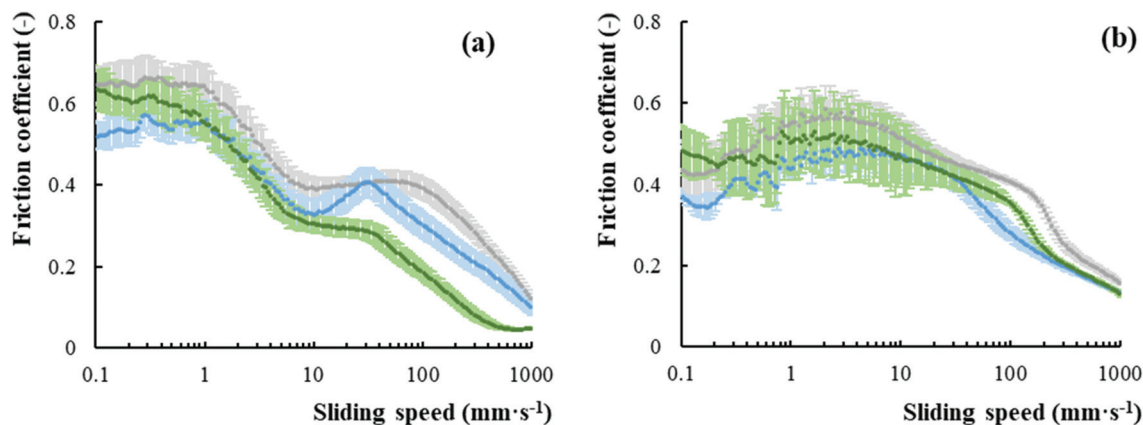 (a)
Friction coefficient (-)
0.8
0.6
0.4
0.2
0
0.1 1 10 100 1000
Sliding speed (mm·s-1)
(b)
Friction coefficient (-)
0.8
0.6
0.4
0.2
0
0.1 1 10 100 1000
Sliding speed (mm·s-1)